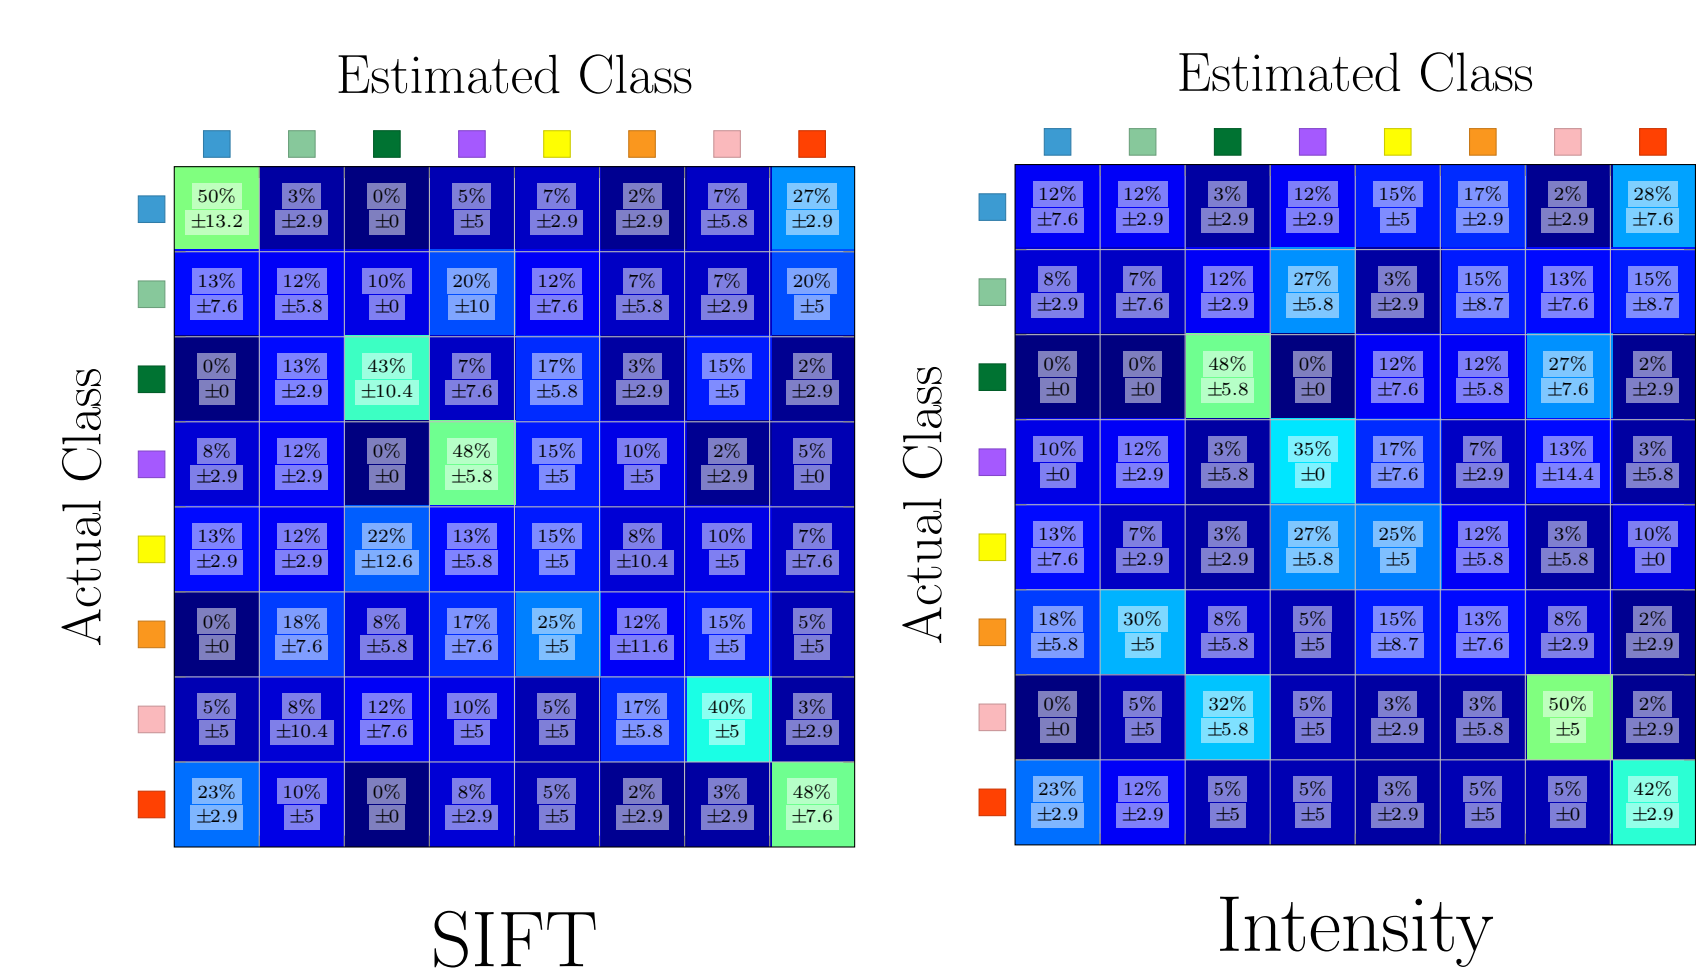 Estimated Class
Actual Class
50% 3% 0% 5% 7% 2% 7% 27%
±13.2 ±2.9 ±0 ±5 ±2.9 ±2.9 ±5.8 ±2.9
13% 12% 10% 20% 12% 7% 7% 20%
±7.6 ±5.8 ±0 ±10 ±7.6 ±5.8 ±2.9 ±5
0% 13% 43% 7% 17% 3% 15% 2%
±0 ±2.9 ±10.4 ±7.6 ±5.8 ±2.9 ±5 ±2.9
8% 12% 0% 48% 15% 10% 2% 5%
±2.9 ±2.9 ±0 ±5.8 ±5 ±5 ±2.9 ±0
13% 12% 22% 13% 15% 8% 10% 7%
±2.9 ±2.9 ±12.6 ±5.8 ±5 ±10.4 ±5 ±7.6
0% 18% 8% 17% 25% 12% 15% 5%
±0 ±7.6 ±5.8 ±7.6 ±5 ±11.6 ±5 ±5
5% 8% 12% 10% 5% 17% 40% 3%
±5 ±10.4 ±7.6 ±5 ±5 ±5.8 ±5 ±2.9
23% 10% 0% 8% 5% 2% 3% 48%
±2.9 ±5 ±0 ±2.9 ±5 ±2.9 ±2.9 ±7.6
SIFT
Estimated Class
Actual Class
12% 12% 3% 12% 15% 17% 2% 28%
±7.6 ±2.9 ±2.9 ±2.9 ±5 ±2.9 ±2.9 ±7.6
8% 7% 12% 27% 3% 15% 13% 15%
±2.9 ±7.6 ±2.9 ±5.8 ±2.9 ±8.7 ±7.6 ±8.7
0% 0% 48% 0% 12% 12% 27% 2%
±0 ±0 ±5.8 ±0 ±7.6 ±5.8 ±7.6 ±2.9
10% 12% 3% 35% 17% 7% 13% 3%
±0 ±2.9 ±5.8 ±0 ±7.6 ±2.9 ±14.4 ±5.8
13% 7% 3% 27% 25% 12% 3% 10%
±7.6 ±2.9 ±2.9 ±5.8 ±5 ±5.8 ±5.8 ±0
18% 30% 8% 5% 15% 13% 8% 2%
±5.8 ±5 ±5.8 ±5 ±8.7 ±7.6 ±2.9 ±2.9
0% 5% 32% 5% 3% 3% 50% 2%
±0 ±5 ±5.8 ±5 ±2.9 ±5.8 ±5 ±2.9
23% 12% 5% 5% 3% 5% 5% 42%
±2.9 ±2.9 ±5 ±5 ±2.9 ±5 ±0 ±2.9
Intensity